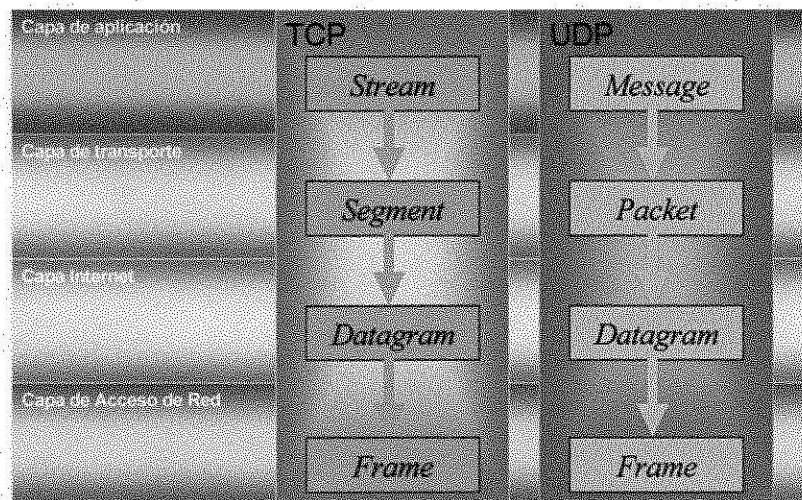 Capa de aplicación
TCP
UDP
Stream
Message
Capa de transporte
Segment
Packet
Capa Internet
Datagram
Datagram
Capa de Acceso de Red
Frame
Frame